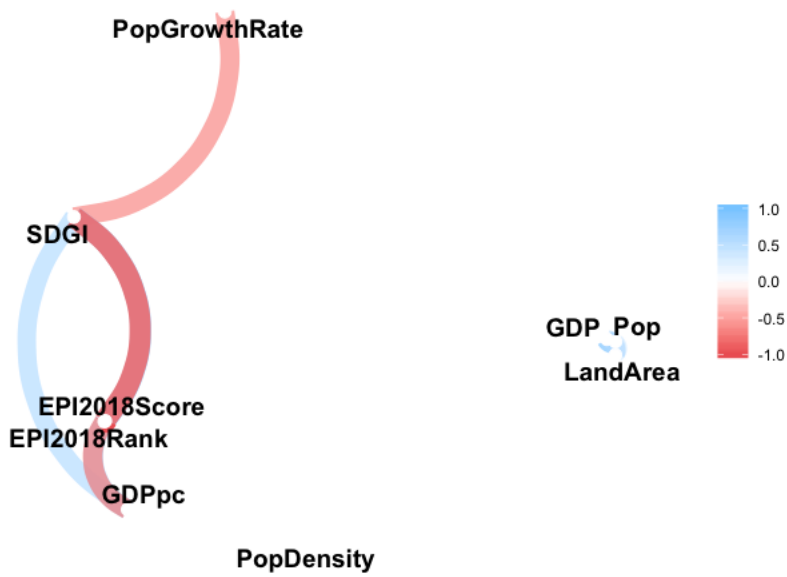 PopGrowthRate
SDGI
GDP Pop
LandArea
EPI2018Score
EPI2018Rank
GDPpc
PopDensity
1.0
0.5
0.0
-0.5
-1.0